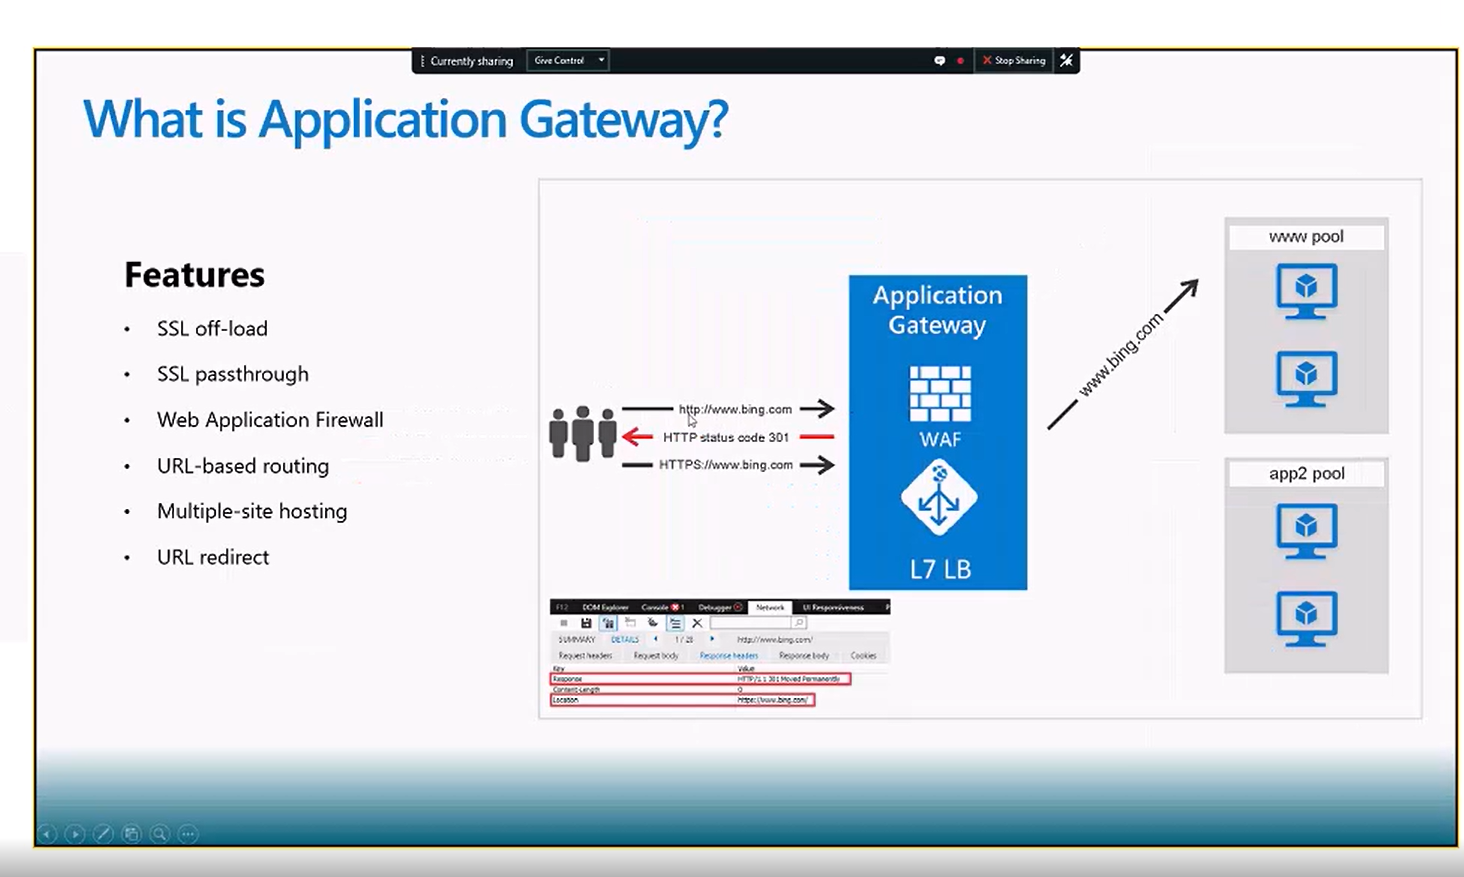 Currently sharing
Give Control
Stop Sharing
What is Application Gateway?
Features
• SSL off-load
• SSL passthrough
• Web Application Firewall
• URL-based routing
• Multiple-site hosting
• URL redirect
http://www.bing.com
HTTP status code 301
HTTPS://www.bing.com
Application
Gateway
WAF
L7 LB
www.bing.com
www pool
app2 pool
F12 DOM Explorer Console 1 Debugger Network UI Responsiveness P
SUMMARY DETAILS 1 / 28 http://www.bing.com/
Request headers Request body Response headers Response body Cookies
Key Value
Response HTTP/1.1 301 Moved Permanently
Content-Length 0
Location https://www.bing.com/